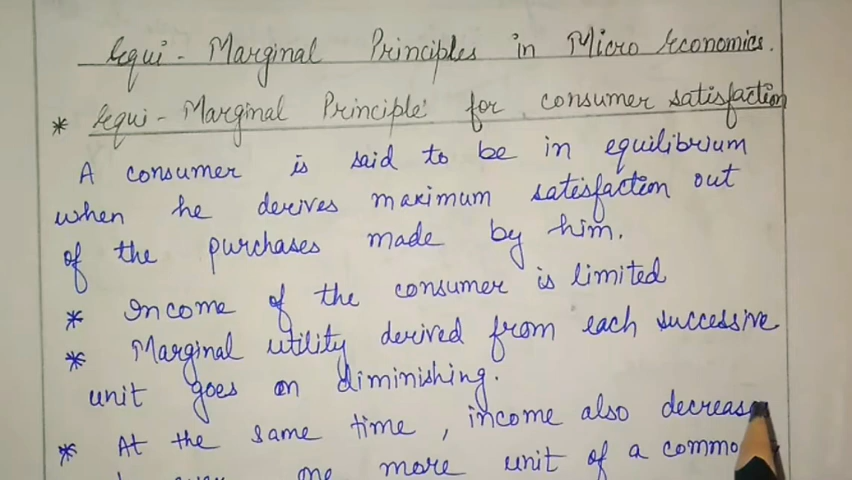 Equi - Marginal Principles in Micro Economics.
* Equi - Marginal Principle for consumer satisfaction
A consumer is said to be in equilibrium
when he derives maximum satisfaction out
of the purchases made by him.
* Income of the consumer is limited
* Marginal utility derived from each successive
unit goes on diminishing.
* At the same time, income also
one more unit of a